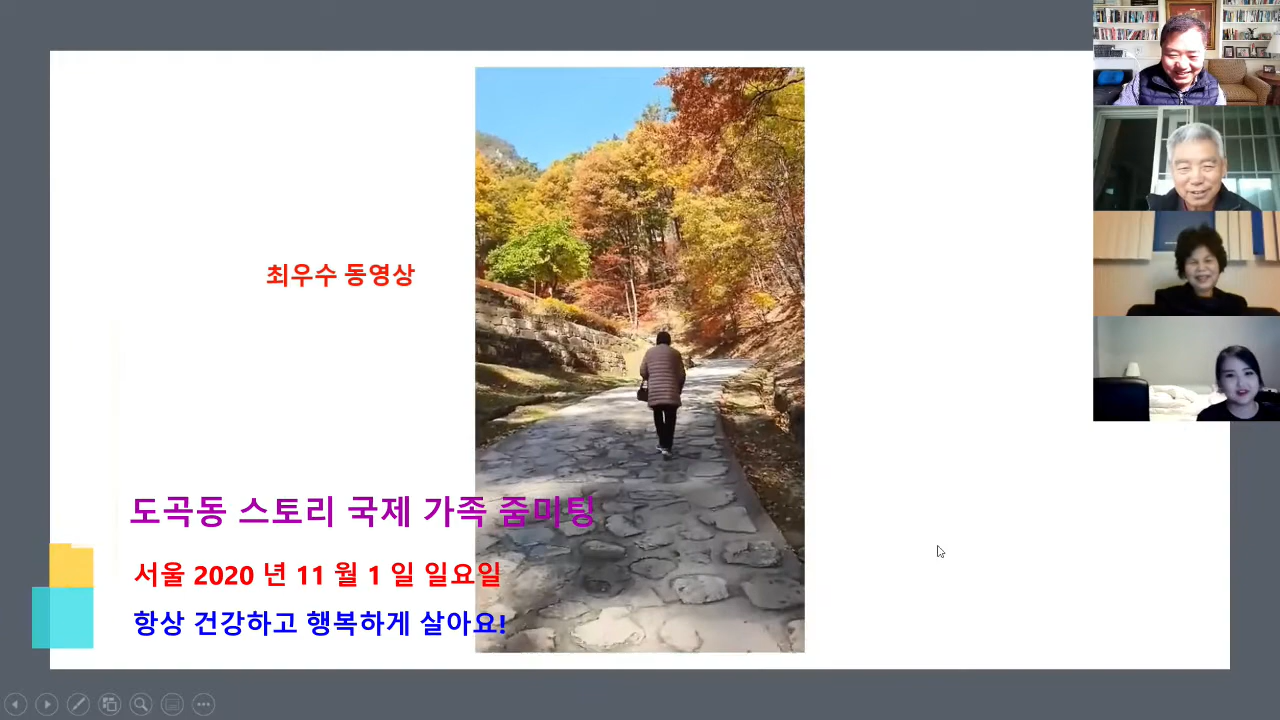 최우수 동영상
도곡동 스토리 국제 가족 줌미팅
서울 2020 년 11 월 1 일 일요일
항상 건강하고 행복하게 살아요!